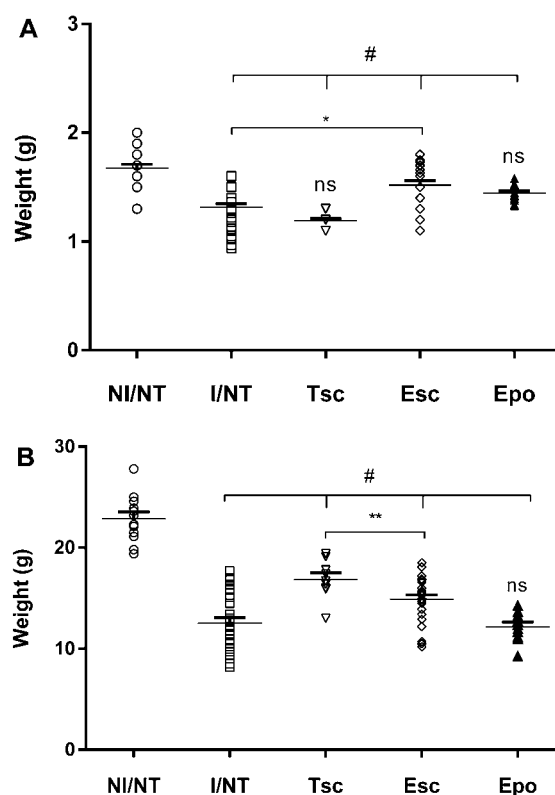 A
3
#
*
2
ns
ns
Weight (g)
1
0
NI/NT I/NT Tsc Esc Epo
B
30
#
**
20
ns
Weight (g)
10
0
NI/NT I/NT Tsc Esc Epo